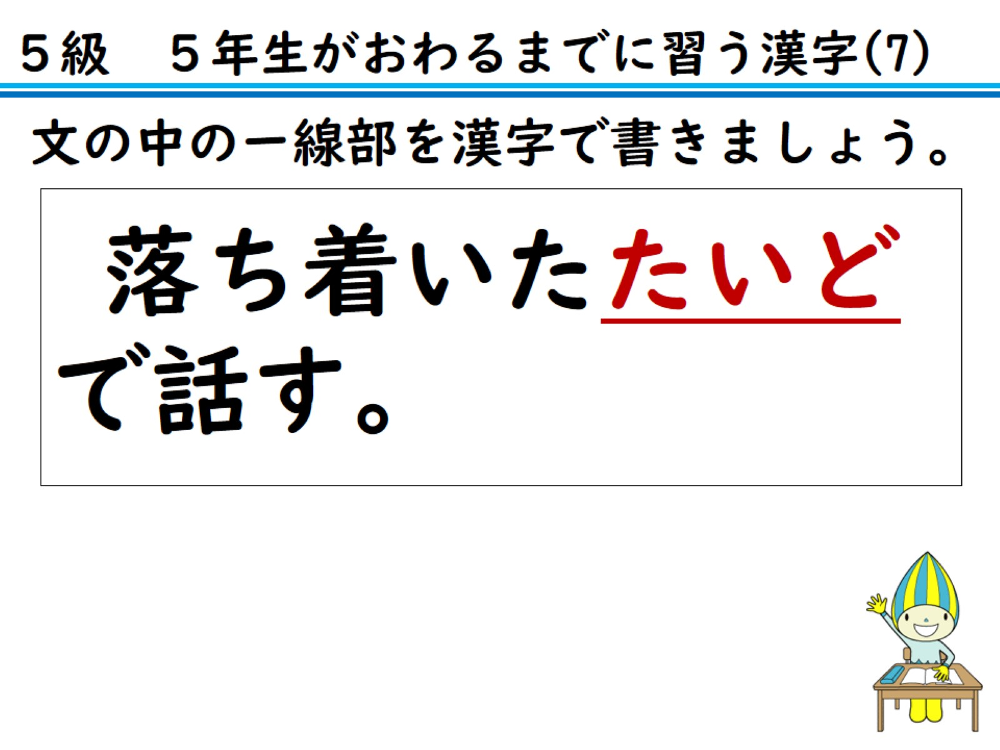 ５級　５年生がおわるまでに習う漢字(7)
文の中の―線部を漢字で書きましょう。
落ち着いたたいど
で話す。